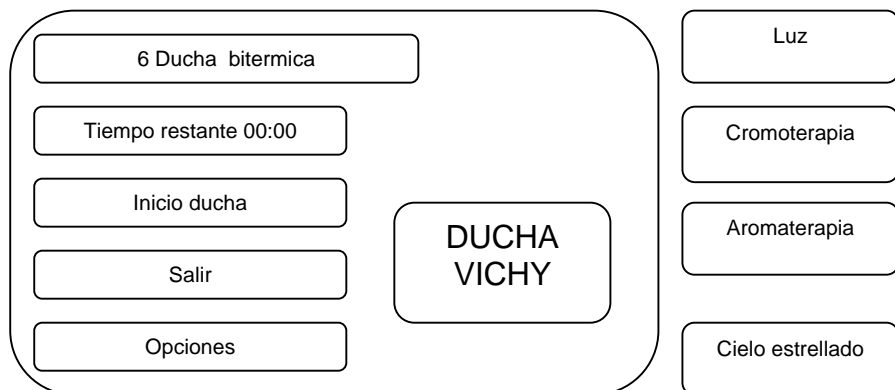 6 Ducha bitermica
Tiempo restante 00:00
Inicio ducha
Salir
Opciones
DUCHA
VICHY
Luz
Cromoterapia
Aromaterapia
Cielo estrellado